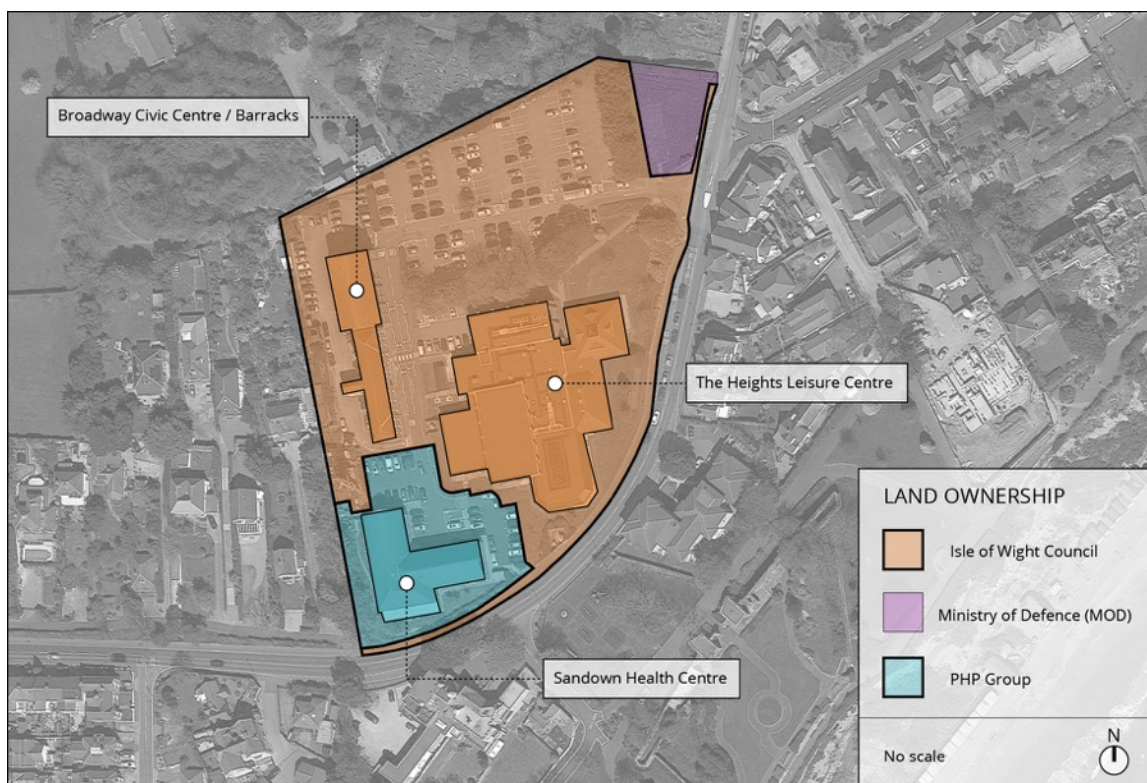 Broadway Civic Centre / Barracks
The Heights Leisure Centre
Sandown Health Centre
LAND OWNERSHIP
Isle of Wight Council
Ministry of Defence (MOD)
PHP Group
No scale
N